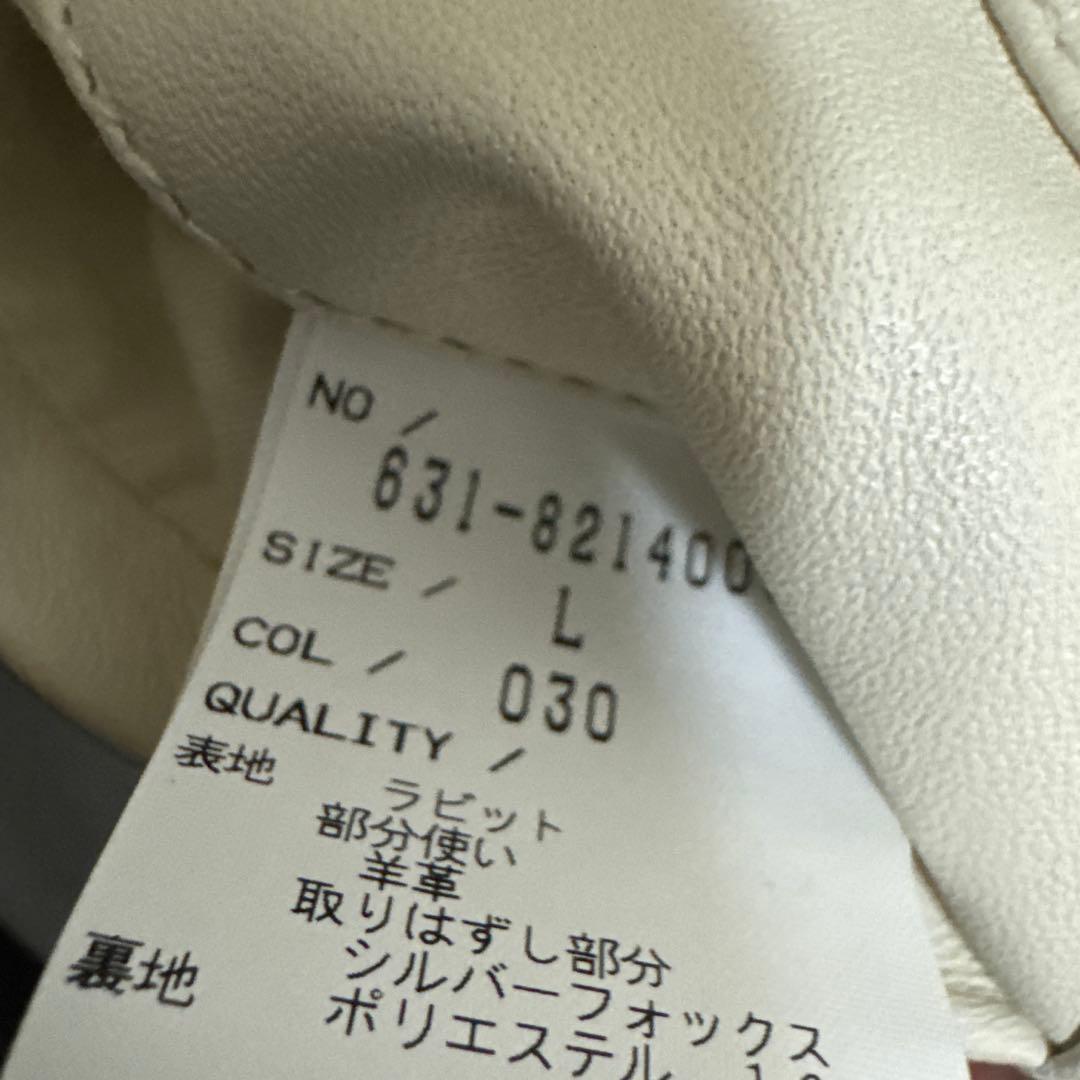 NO /
631-821400
SIZE / L
COL / 030
QUALITY /
表地 ラビット
部分使い
羊革
取りはずし部分
シルバーフォックス
裏地 ポリエステル